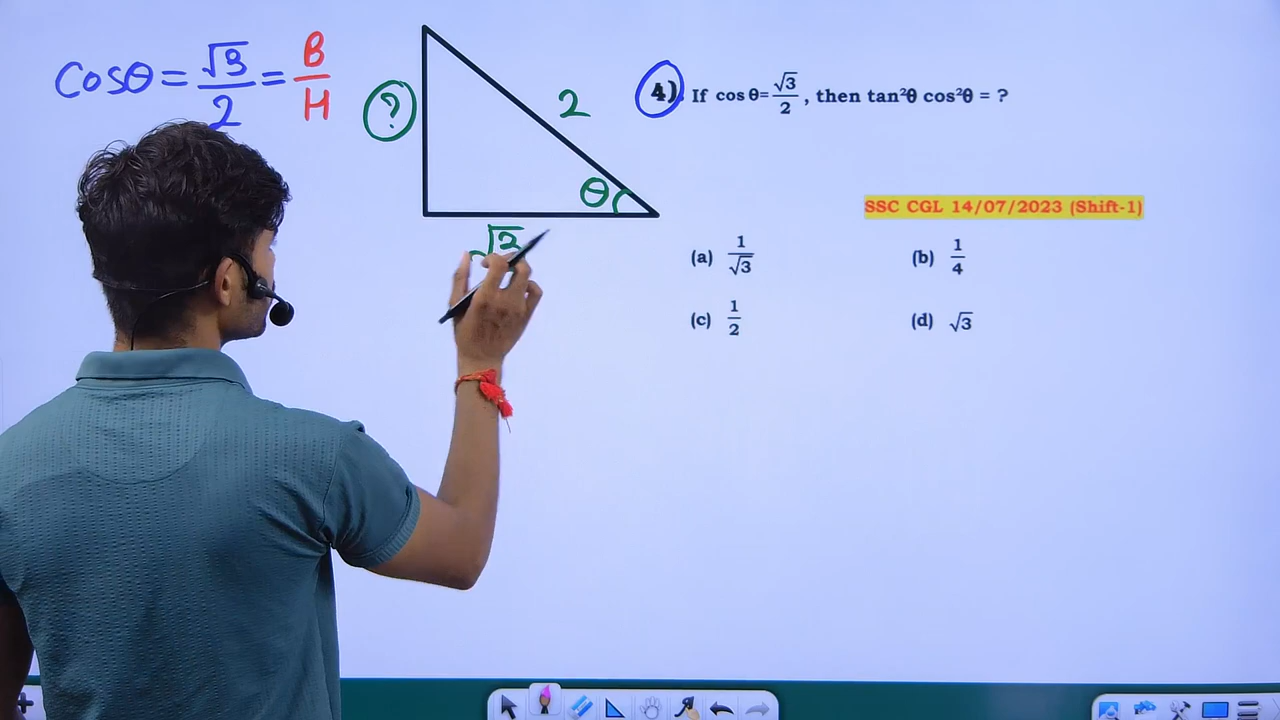 Cosθ = √3/2 = B/H
?
2
θ
4). If cos θ= √3/2 , then tan²θ cos²θ = ?
SSC CGL 14/07/2023 (Shift-1)
(a) 1/√3
(b) 1/4
(c) 1/2
(d) √3